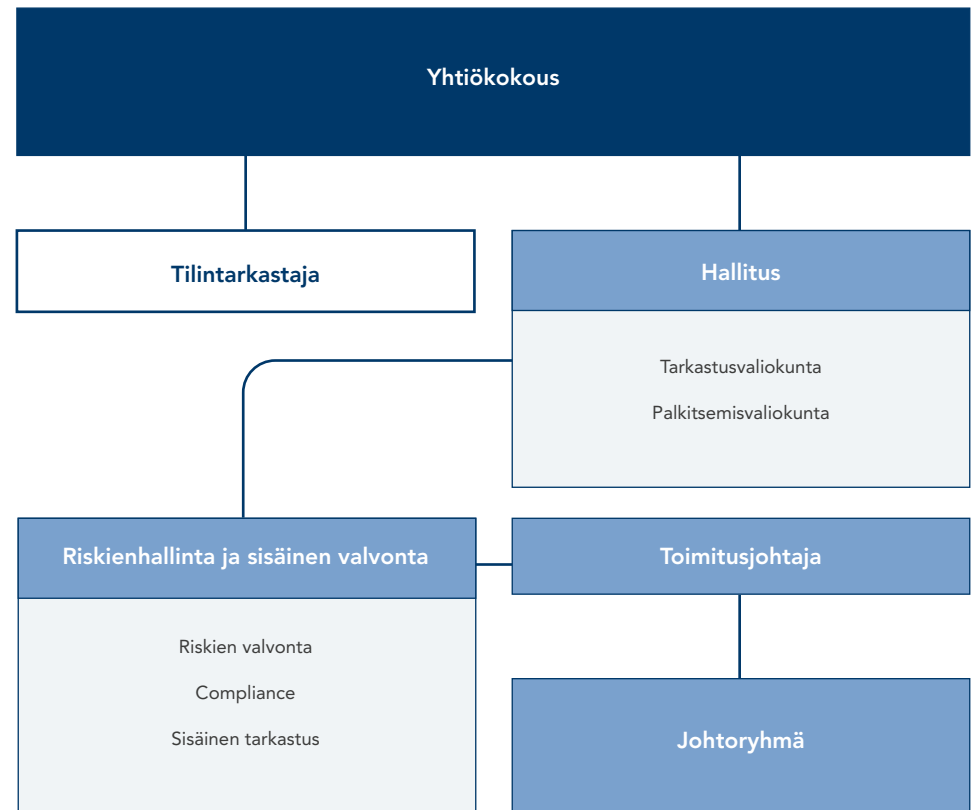 Yhtiökokous
Tilintarkastaja
Hallitus
Tarkastusvaliokunta
Palkitsemisvaliokunta
Riskienhallinta ja sisäinen valvonta
Toimitusjohtaja
Riskien valvonta
Compliance
Sisäinen tarkastus
Johtoryhmä